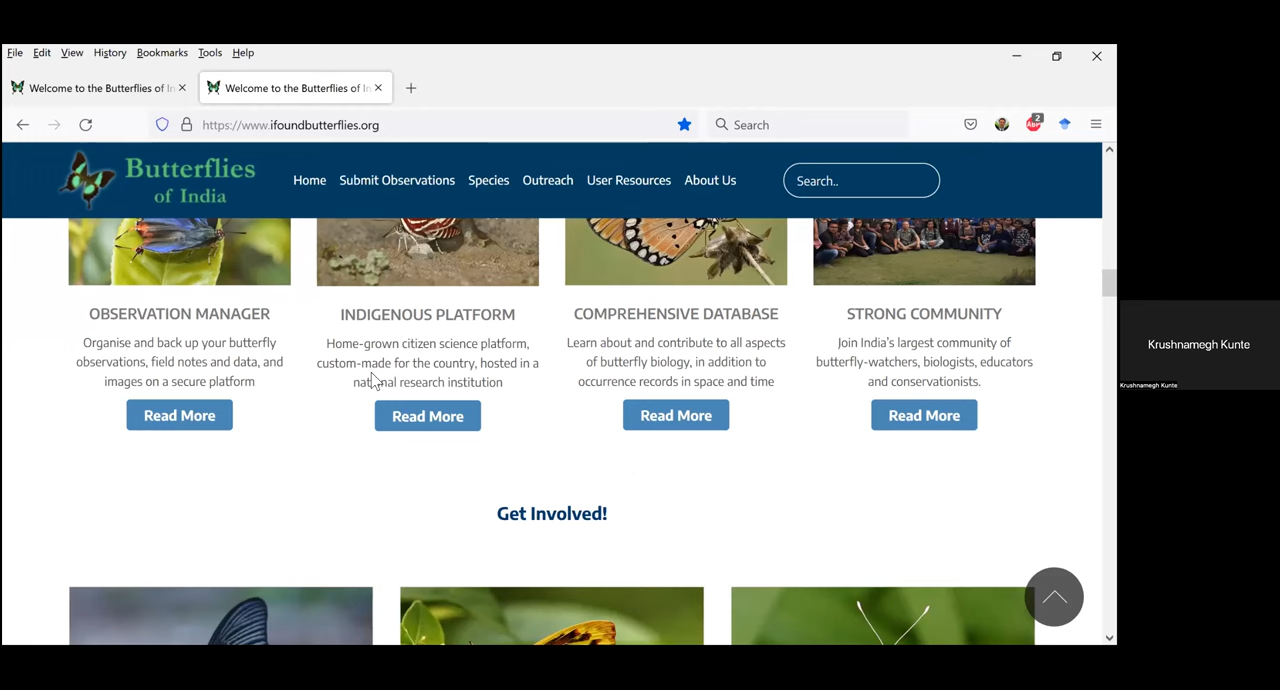 File Edit View History Bookmarks Tools Help
Welcome to the Butterflies of In
Welcome to the Butterflies of In
https://www.ifoundbutterflies.org
Search
2
Butterflies
of India
Home Submit Observations Species Outreach User Resources About Us
Search..
OBSERVATION MANAGER
Organise and back up your butterfly
observations, field notes and data, and
images on a secure platform
Read More
INDIGENOUS PLATFORM
Home-grown citizen science platform,
custom-made for the country, hosted in a
national research institution
Read More
COMPREHENSIVE DATABASE
Learn about and contribute to all aspects
of butterfly biology, in addition to
occurrence records in space and time
Read More
STRONG COMMUNITY
Join India's largest community of
butterfly-watchers, biologists, educators
and conservationists.
Read More
Get Involved!
Krushnamegh Kunte
Krushnamegh Kunte